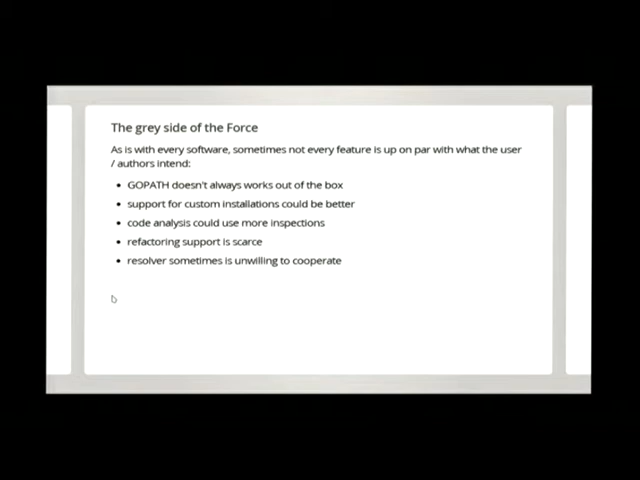 The grey side of the Force
As is with every software, sometimes not every feature is up on par with what the user
/ authors intend:
• GOPATH doesn't always works out of the box
• support for custom installations could be better
• code analysis could use more inspections
• refactoring support is scarce
• resolver sometimes is unwilling to cooperate